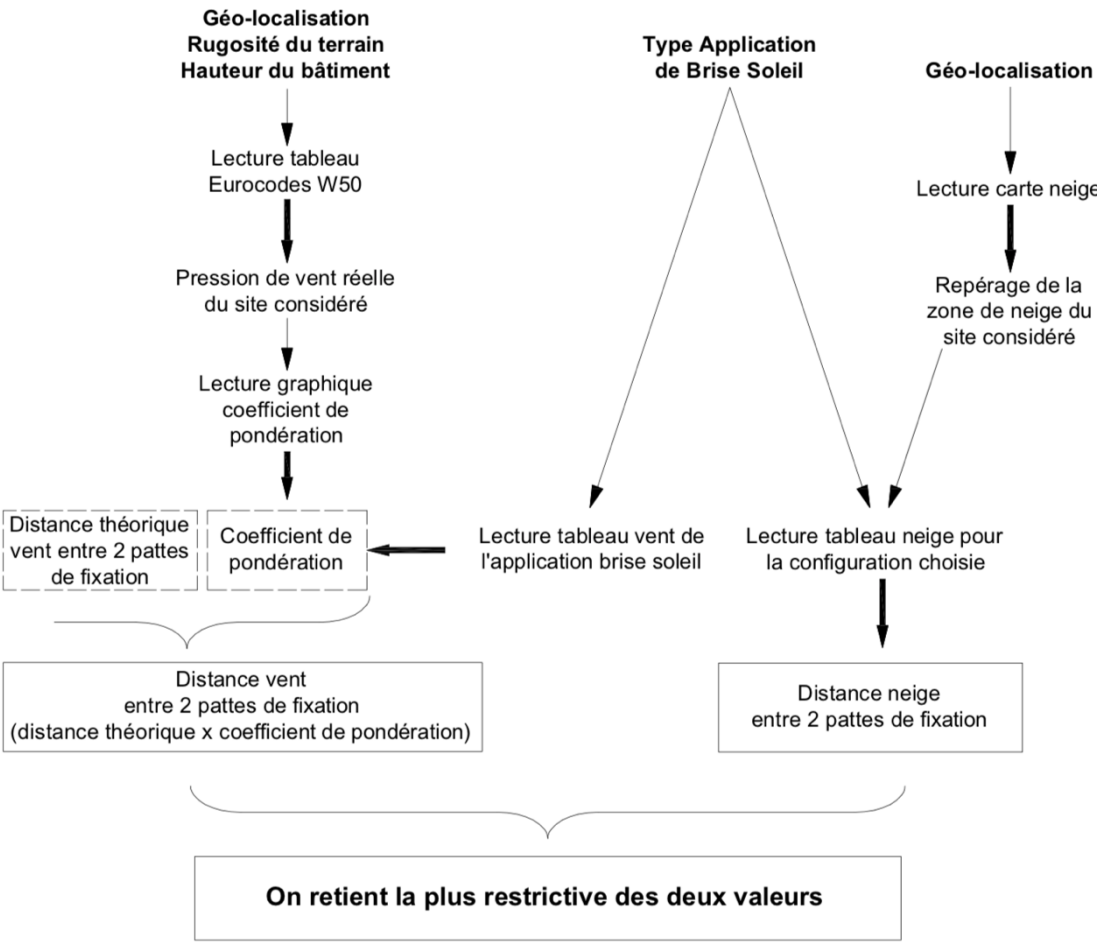 Géo-localisation
Rugosité du terrain
Hauteur du bâtiment
Lecture tableau
Eurocodes W50
Pression de vent réelle
du site considéré
Lecture graphique
coefficient de
pondération
Distance théorique
vent entre 2 pattes
de fixation
Coefficient de
pondération
Type Application
de Brise Soleil
Lecture tableau vent de
l'application brise soleil
Géo-localisation
Lecture carte neige
Repérage de la
zone de neige du
site considéré
Lecture tableau neige pour
la configuration choisie
Distance vent
entre 2 pattes de fixation
(distance théorique x coefficient de pondération)
Distance neige
entre 2 pattes de fixation
On retient la plus restrictive des deux valeurs